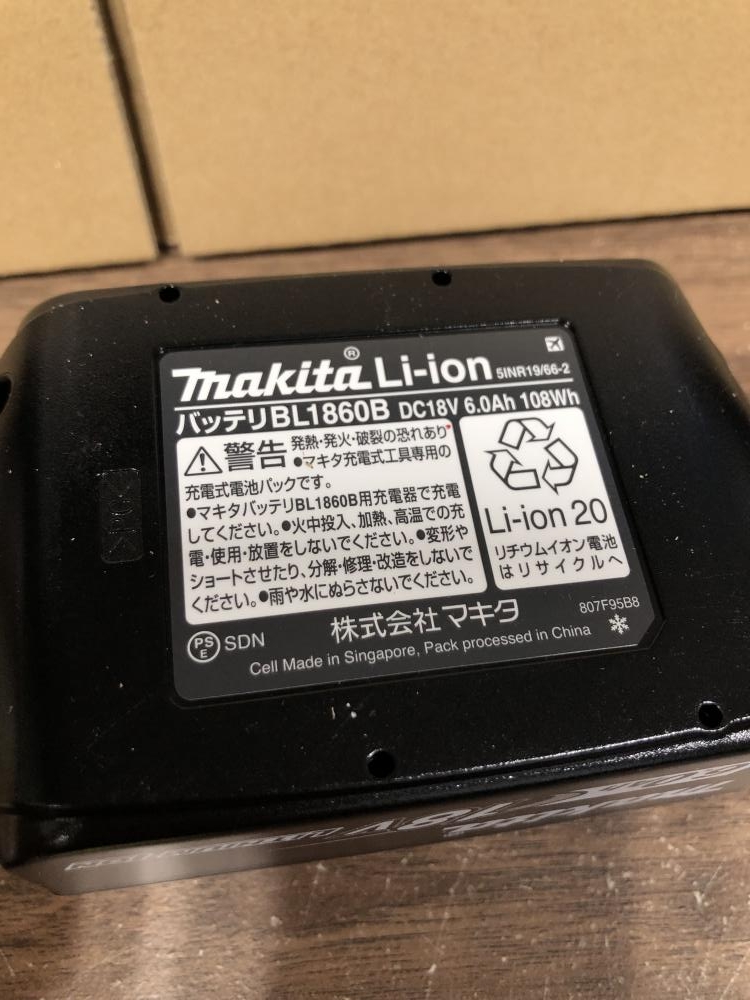 makita® Li-ion 5INR19/66-2
バッテリBL1860B DC18V 6.0Ah 108Wh
警告 発熱・発火・破裂の恐れあり
●マキタ充電式工具専用の
充電式電池パックです。
●マキタバッテリBL1860B用充電器で充電
してください。●火中投入、加熱、高温での充
電・使用・放置をしないでください。●変形や
ショートさせたり、分解・修理・改造をしないで
ください。●雨や水にぬらさないでください。
Li-ion 20
リチウムイオン電池
はリサイクルへ
PSE SDN
株式会社マキタ
807F95B8
Cell Made in Singapore, Pack processed in China